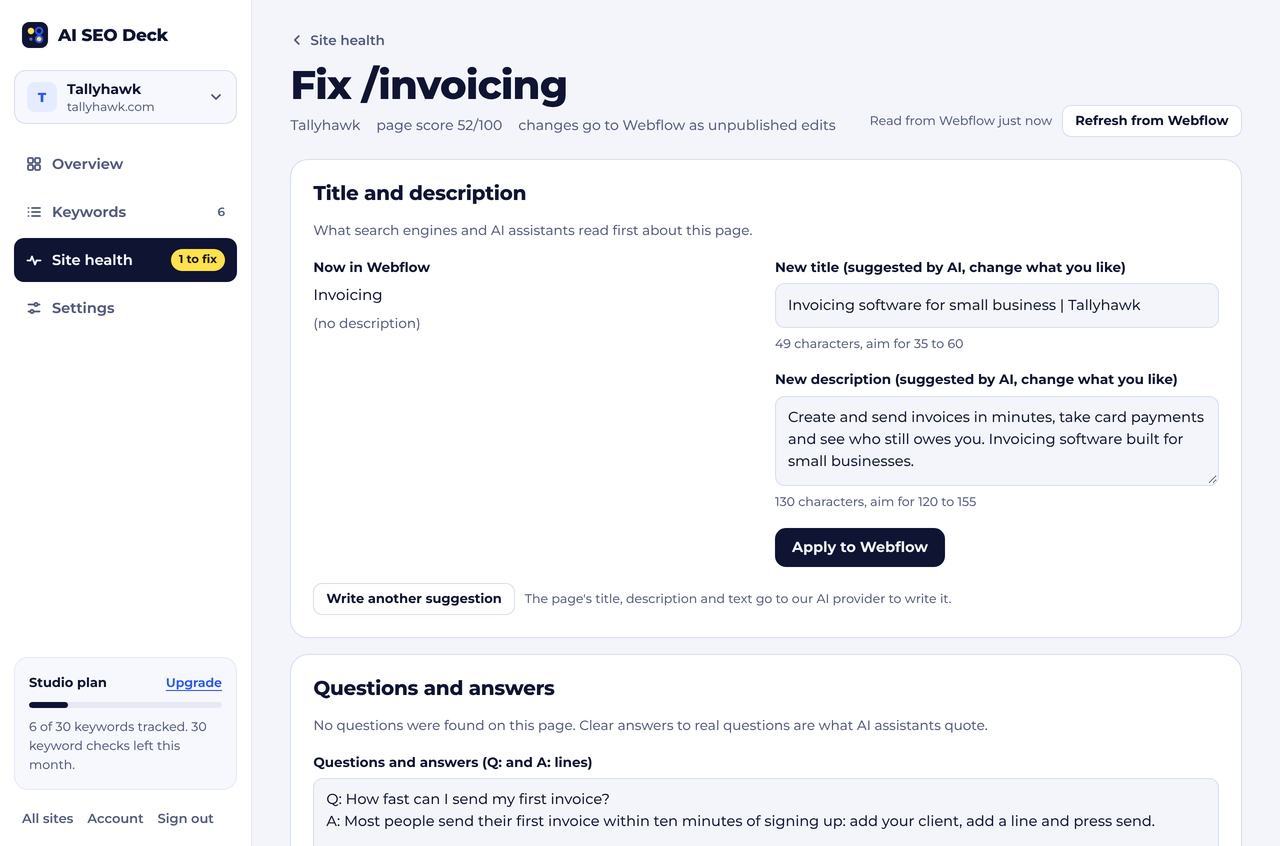 AI SEO Deck
T
Tallyhawk
tallyhawk.com
Overview
Keywords 6
Site health 1 to fix
Settings
Studio plan Upgrade
6 of 30 keywords tracked. 30
keyword checks left this
month.
All sites Account Sign out
Site health
Fix /invoicing
Tallyhawk page score 52/100 changes go to Webflow as unpublished edits
Read from Webflow just now Refresh from Webflow
Title and description
What search engines and AI assistants read first about this page.
Now in Webflow
Invoicing
(no description)
New title (suggested by AI, change what you like)
Invoicing software for small business | Tallyhawk
49 characters, aim for 35 to 60
New description (suggested by AI, change what you like)
Create and send invoices in minutes, take card payments
and see who still owes you. Invoicing software built for
small businesses.
130 characters, aim for 120 to 155
Apply to Webflow
Write another suggestion The page's title, description and text go to our AI provider to write it.
Questions and answers
No questions were found on this page. Clear answers to real questions are what AI assistants quote.
Questions and answers (Q: and A: lines)
Q: How fast can I send my first invoice?
A: Most people send their first invoice within ten minutes of signing up: add your client, add a line and press send.